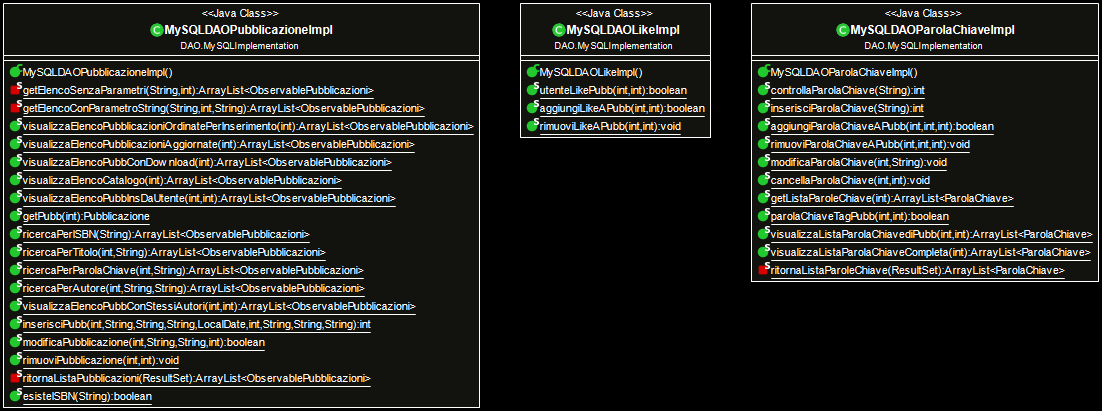 <<Java Class>>
MySQLDAOPubblicazioneImpl
DAO.MySQLImplementation
MySQLDAOPubblicazioneImpl()
getElencoSenzaParametri(String,int):ArrayList<ObservablePubblicazioni>
getElencoConParametroString(String,int,String):ArrayList<ObservablePubblicazioni>
visualizzaElencoPubblicazioniOrdinatePerInserimento(int):ArrayList<ObservablePubblicazioni>
visualizzaElencoPubblicazioniAggiornate(int):ArrayList<ObservablePubblicazioni>
visualizzaElencoPubbConDownload(int):ArrayList<ObservablePubblicazioni>
visualizzaElencoCatalogo(int):ArrayList<ObservablePubblicazioni>
visualizzaElencoPubbInsDaUtente(int,int):ArrayList<ObservablePubblicazioni>
getPubb(int):Pubblicazione
ricercaPerISBN(String):ArrayList<ObservablePubblicazioni>
ricercaPerTitolo(int,String):ArrayList<ObservablePubblicazioni>
ricercaPerParolaChiave(int,String):ArrayList<ObservablePubblicazioni>
ricercaPerAutore(int,String,String):ArrayList<ObservablePubblicazioni>
visualizzaElencoPubbConStessiAutori(int,int):ArrayList<ObservablePubblicazioni>
inserisciPubb(int,String,String,String,LocalDate,int,String,String,String):int
modificaPubblicazione(int,String,String,int):boolean
rimuoviPubblicazione(int,int):void
ritornaListaPubblicazioni(ResultSet):ArrayList<ObservablePubblicazioni>
esisteISBN(String):boolean
<<Java Class>>
MySQLDAOLikeImpl
DAO.MySQLImplementation
MySQLDAOLikeImpl()
utenteLikePubb(int,int):boolean
aggiungiLikeAPubb(int,int):boolean
rimuoviLikeAPubb(int,int):void
<<Java Class>>
MySQLDAOParolaChiaveImpl
DAO.MySQLImplementation
MySQLDAOParolaChiaveImpl()
controllaParolaChiave(String):int
inserisciParolaChiave(String):int
aggiungiParolaChiaveAPubb(int,int,int):boolean
rimuoviParolaChiaveAPubb(int,int,int):void
modificaParolaChiave(int,String):void
cancellaParolaChiave(int,int):void
getListaParoleChiave(int):ArrayList<ParolaChiave>
parolaChiaveTagPubb(int,int):boolean
visualizzaListaParolaChiavediPubb(int,int):ArrayList<ParolaChiave>
visualizzaListaParolaChiaveCompleta(int):ArrayList<ParolaChiave>
ritornaListaParoleChiave(ResultSet):ArrayList<ParolaChiave>